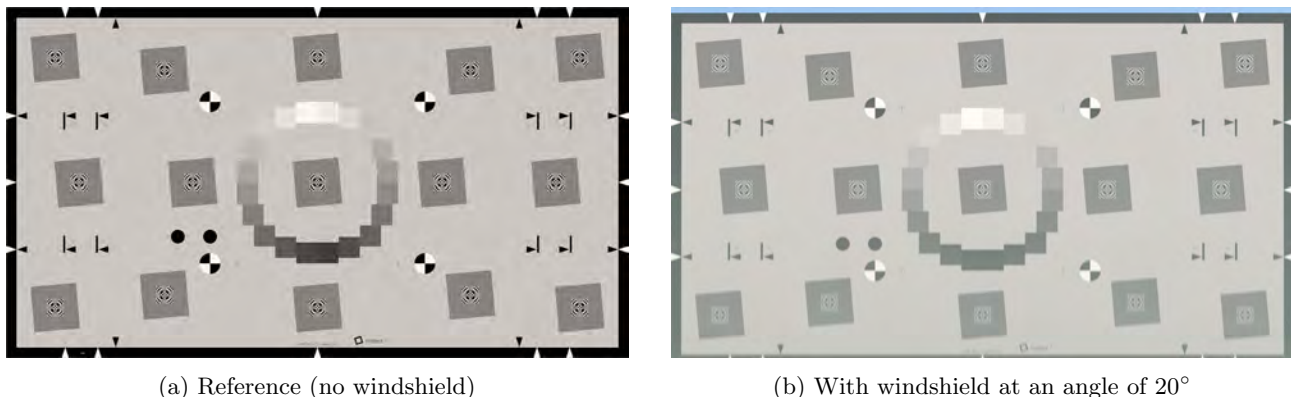 (a) Reference (no windshield)
(b) With windshield at an angle of 20°